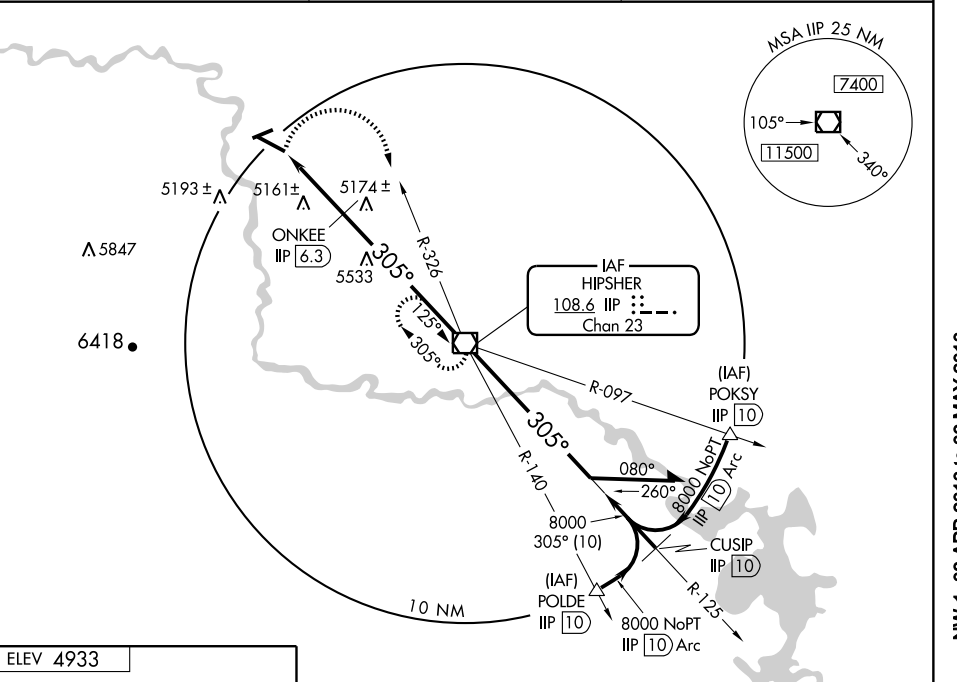 MSA IIP 25 NM
7400
105°
11500
340°
5193 ±
5161±
5174 ±
5847
ONKEE
IIP 6.3
5533
305°
R-326
6418
125°
305°
IAF
HIPSHER
108.6 IIP
Chan 23
R-097
(IAF)
POKSY
IIP 10
305°
R-140
080°
260°
8000 NoPT
IIP 10 Arc
8000
305° (10)
CUSIP
IIP 10
R-125
(IAF)
POLDE
IIP 10
8000 NoPT
IIP 10 Arc
10 NM
ELEV 4933